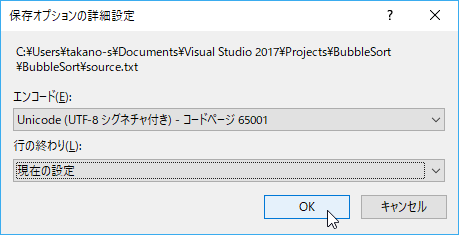 保存オプションの詳細設定
C:¥Users¥takano-s¥Documents¥Visual Studio 2017¥Projects¥BubbleSort
¥BubbleSort¥source.txt
エンコード(E):
Unicode (UTF-8 シグネチャ付き) - コードページ 65001
行の終わり(L):
現在の設定
OK
キャンセル